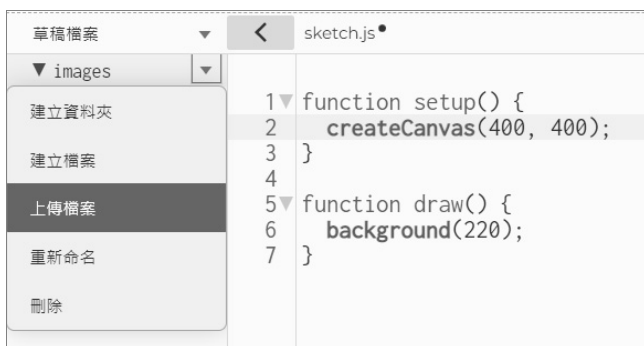 草稿檔案
images
建立資料夾
建立檔案
上傳檔案
重新命名
刪除
sketch.js
1 function setup() {
2 createCanvas(400, 400);
3 }
4
5 function draw() {
6 background(220);
7 }